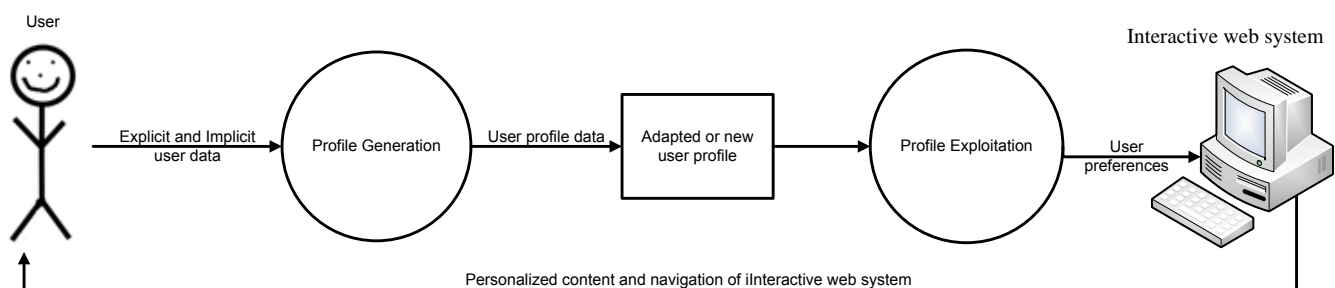 User
Interactive web system
Explicit and Implicit
user data
Profile Generation
User profile data
Adapted or new
user profile
Profile Exploitation
User
preferences
Personalized content and navigation of iInteractive web system